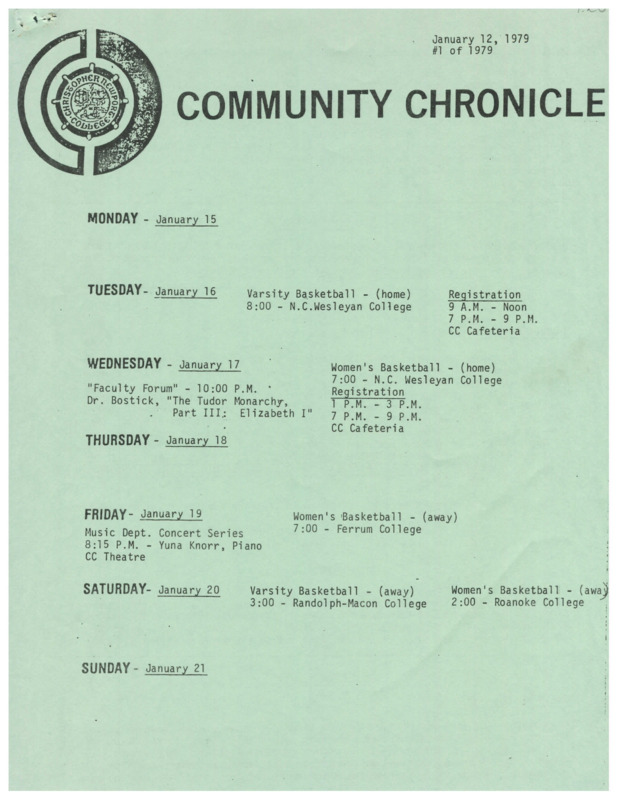 January 12, 1979
#1 of 1979
CHRISTOPHER NEWPORT
COLLEGE
COMMUNITY CHRONICLE
MONDAY - January 15
TUESDAY- January 16
Varsity Basketball - (home)
8:00 - N.C.Wesleyan College
Registration
9 A.M. - Noon
7 P.M. - 9 P.M.
CC Cafeteria
WEDNESDAY - January 17
"Faculty Forum" - 10:00 P.M.
Dr. Bostick, "The Tudor Monarchy,
Part III: Elizabeth I"
Women's Basketball - (home)
7:00 - N.C. Wesleyan College
Registration
1 P.M. - 3 P.M.
7 P.M. - 9 P.M.
CC Cafeteria
THURSDAY - January 18
FRIDAY- January 19
Music Dept. Concert Series
8:15 P.M. - Yuna Knorr, Piano
CC Theatre
Women's Basketball - (away)
7:00 - Ferrum College
SATURDAY- January 20
Varsity Basketball - (away)
3:00 - Randolph-Macon College
Women's Basketball - (away)
2:00 - Roanoke College
SUNDAY - January 21